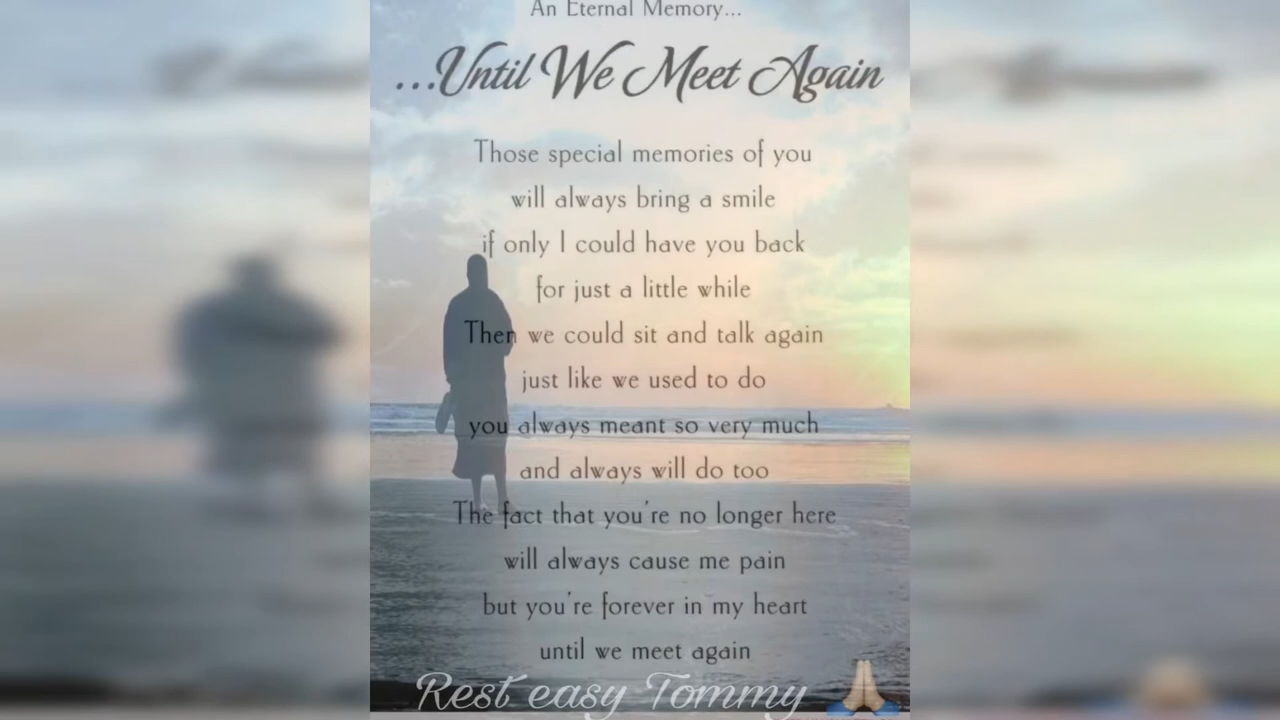 An Eternal Memory...
...Until We Meet Again
Those special memories of you
will always bring a smile
if only I could have you back
for just a little while
Then we could sit and talk again
just like we used to do
you always meant so very much
and always will do too
The fact that you're no longer here
will always cause me pain
but you're forever in my heart
until we meet again
Rest easy Tommy 🙏🏼